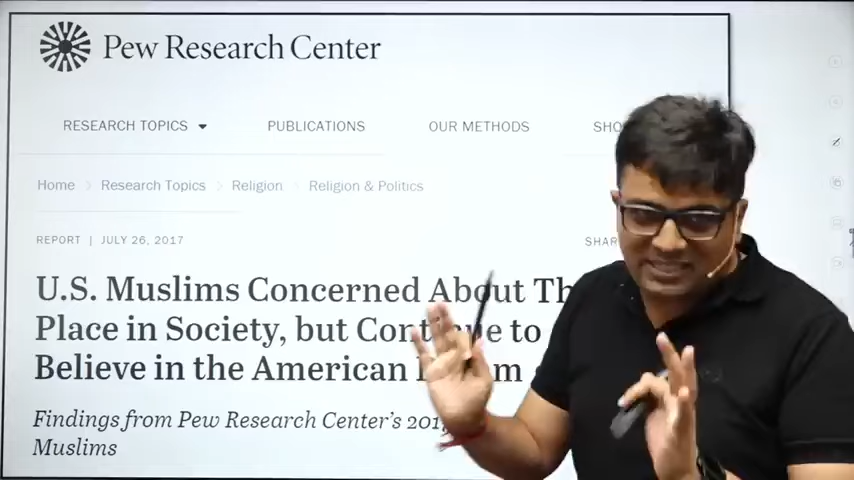 Pew Research Center
RESEARCH TOPICS
PUBLICATIONS
OUR METHODS
Home > Research Topics > Religion > Religion & Politics
REPORT | JULY 26, 2017
U.S. Muslims Concerned About
Place in Society, but to
Believe in the American
Findings from Pew Research Center's
Muslims